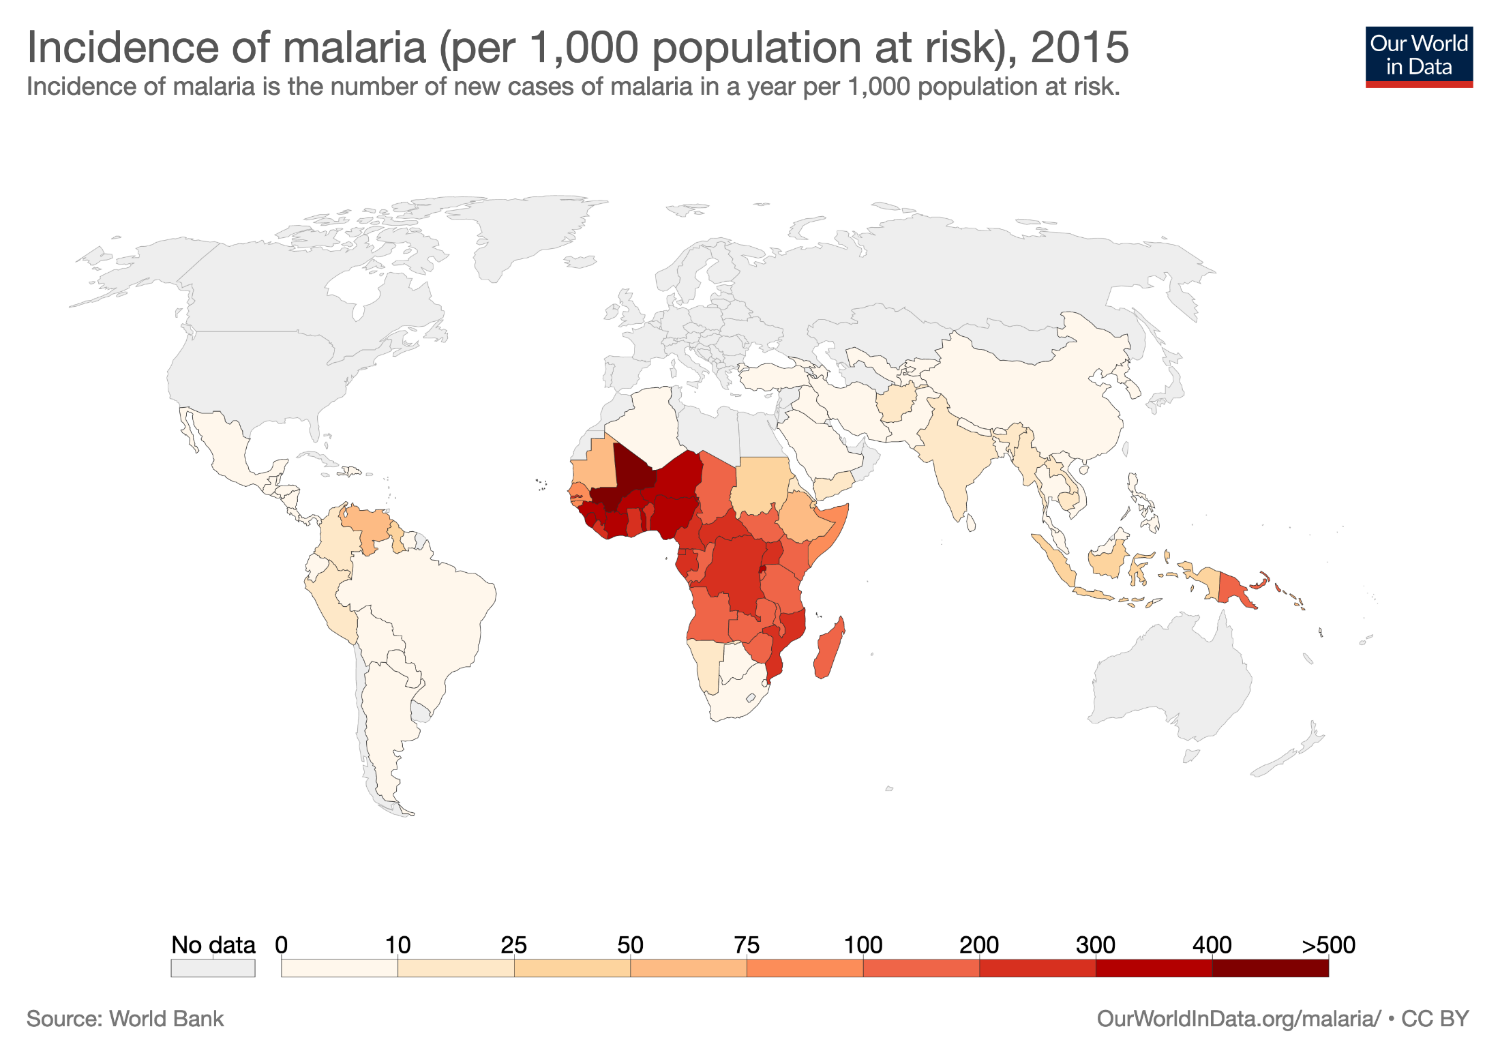 Incidence of malaria (per 1,000 population at risk), 2015
Incidence of malaria is the number of new cases of malaria in a year per 1,000 population at risk.
Our World
in Data
No data 0 10 25 50 75 100 200 300 400 >500
Source: World Bank
OurWorldInData.org/malaria/ • CC BY